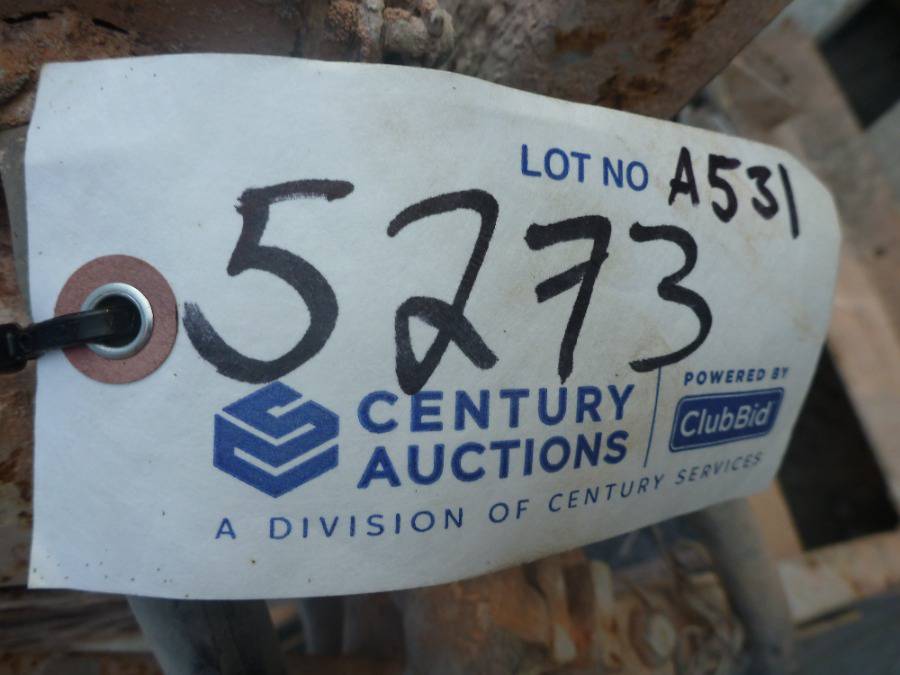 LOT NO A531
5273
CENTURY
AUCTIONS
POWERED BY
ClubBid
A DIVISION OF CENTURY SERVICES